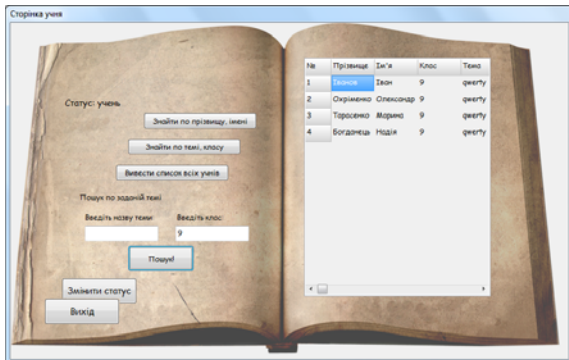 Сторінка учня
Статус: учень
Знайти по прізвищу, імені
Знайти по темі, класу
Вивести список всіх учнів
Пошук по заданій темі
Введіть назву теми Введіть клас
9
Пошук!
Змінити статус
Вихід
№ Прізвище Ім'я Клас Тема
1 Іванов Іван 9 qwerty
2 Охріменко Олександр 9 qwerty
3 Тарасенко Марина 9 qwerty
4 Богданець Надія 9 qwerty